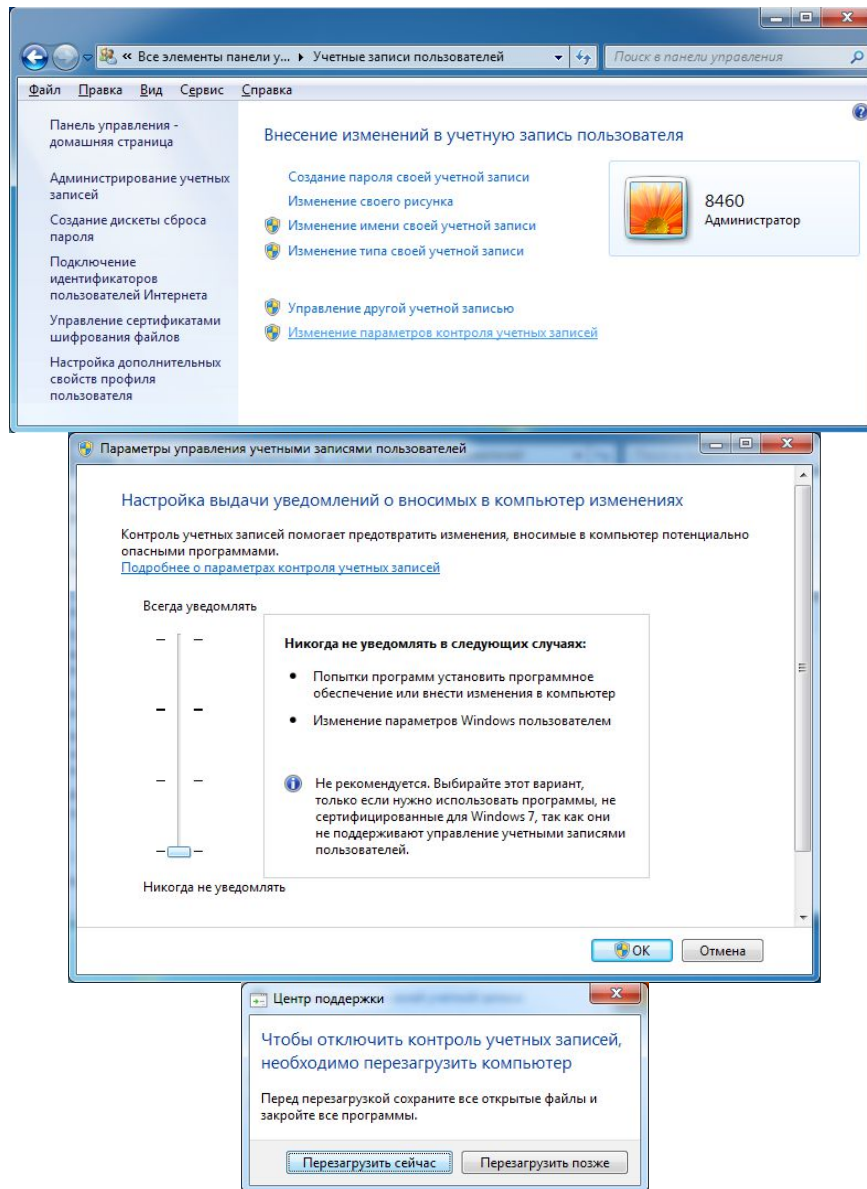 « Все элементы панели у... ▸ Учетные записи пользователей
Поиск в панели управления
Файл Правка Вид Сервис Справка
Панель управления -
домашняя страница
Администрирование учетных
записей
Создание дискеты сброса
пароля
Подключение
идентификаторов
пользователей Интернета
Управление сертификатами
шифрования файлов
Настройка дополнительных
свойств профиля
пользователя
Внесение изменений в учетную запись пользователя
Создание пароля своей учетной записи
Изменение своего рисунка
Изменение имени своей учетной записи
Изменение типа своей учетной записи
Управление другой учетной записью
Изменение параметров контроля учетных записей
8460
Администратор
Параметры управления учетными записями пользователей
Настройка выдачи уведомлений о вносимых в компьютер изменениях
Контроль учетных записей помогает предотвратить изменения, вносимые в компьютер потенциально
опасными программами.
Подробнее о параметрах контроля учетных записей
Всегда уведомлять
Никогда не уведомлять в следующих случаях:
• Попытки программ установить программное
обеспечение или внести изменения в компьютер
• Изменение параметров Windows пользователем
Не рекомендуется. Выбирайте этот вариант,
только если нужно использовать программы, не
сертифицированные для Windows 7, так как они
не поддерживают управление учетными записями
пользователей.
Никогда не уведомлять
OK Отмена
Центр поддержки
Чтобы отключить контроль учетных записей,
необходимо перезагрузить компьютер
Перед перезагрузкой сохраните все открытые файлы и
закройте все программы.
Перезагрузить сейчас Перезагрузить позже